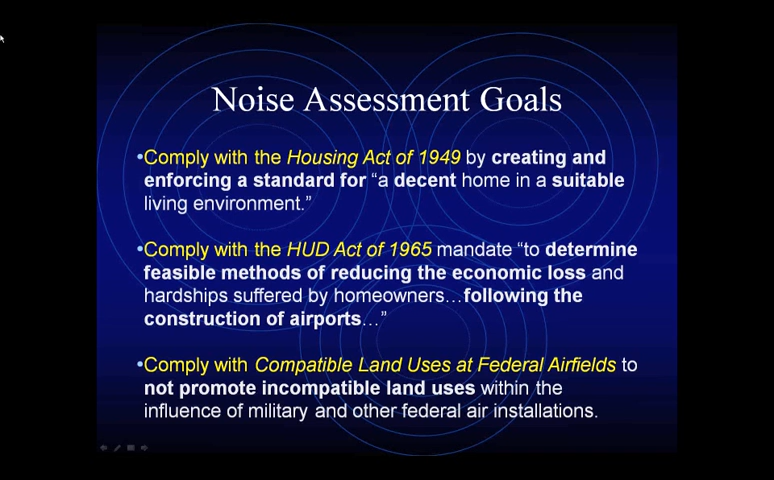 Noise Assessment Goals
•Comply with the Housing Act of 1949 by creating and
enforcing a standard for “a decent home in a suitable
living environment.”
•Comply with the HUD Act of 1965 mandate “to determine
feasible methods of reducing the economic loss and
hardships suffered by homeowners…following the
construction of airports…”
•Comply with Compatible Land Uses at Federal Airfields to
not promote incompatible land uses within the
influence of military and other federal air installations.